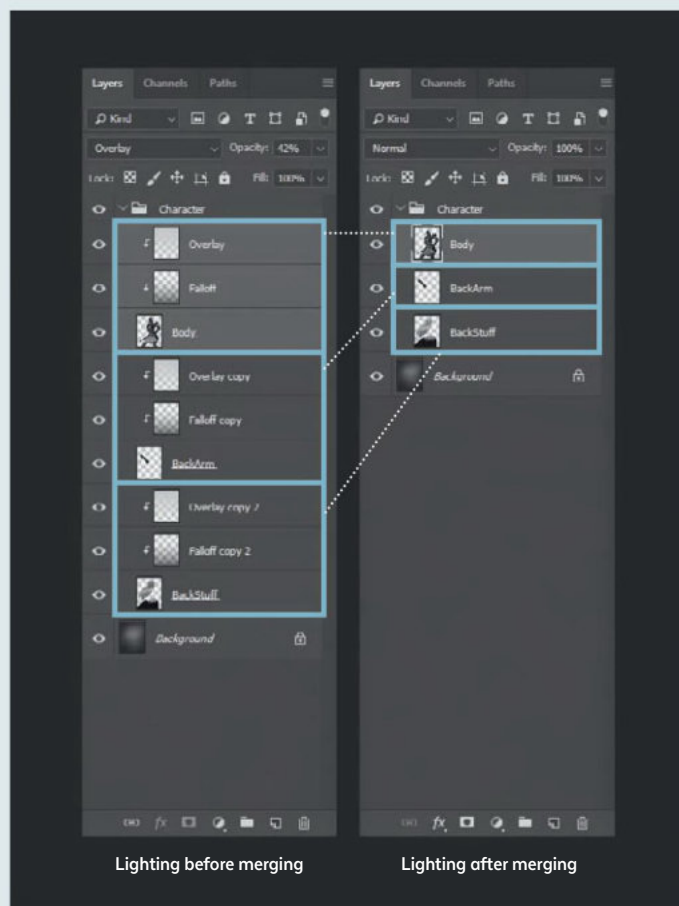 Layers Channels Paths
Kind
Overlay Opacity: 42%
Lock: Fill: 100%
Character
Overlay
Falloff
Body
Overlay copy
Falloff copy
BackArm
Overlay copy 2
Falloff copy 2
BackStuff
Background
Lighting before merging
Layers Channels Paths
Kind
Normal Opacity: 100%
Lock: Fill: 100%
Character
Body
BackArm
BackStuff
Background
Lighting after merging